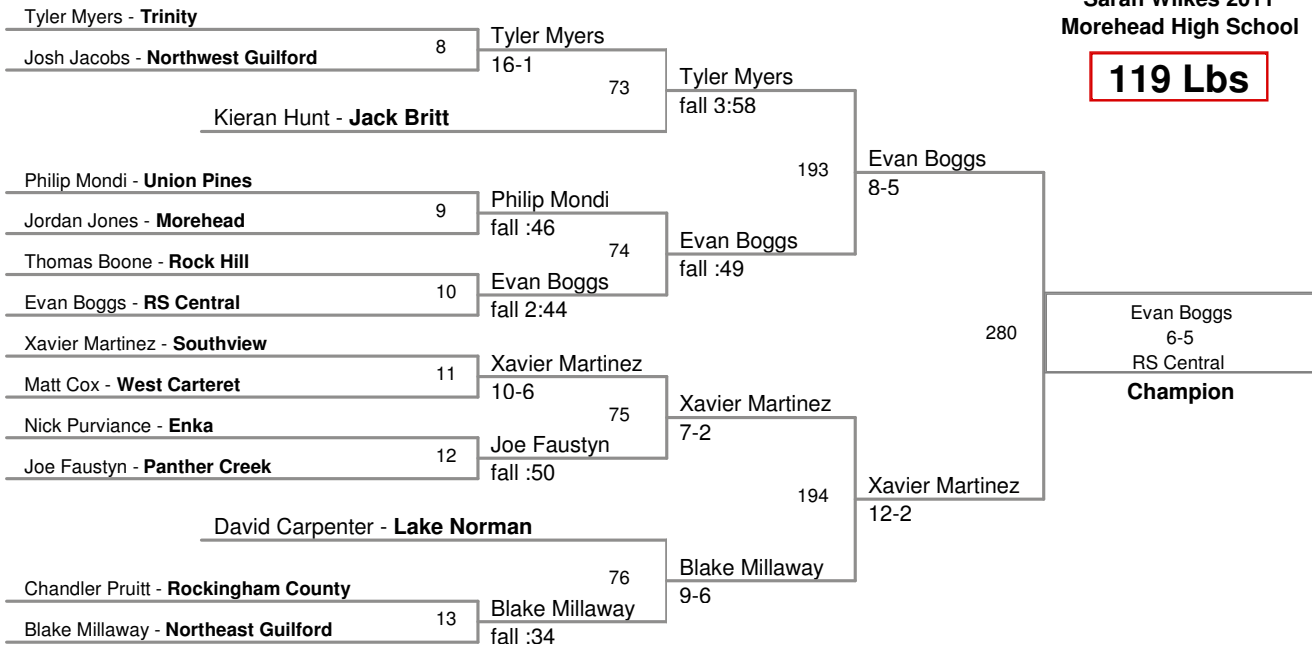 Sarah Wilkes 2011
Morehead High School
119 Lbs
Tyler Myers - Trinity
Josh Jacobs - Northwest Guilford
8
Tyler Myers
16-1
Kieran Hunt - Jack Britt
73
Tyler Myers
fall 3:58
Philip Mondi - Union Pines
Jordan Jones - Morehead
9
Philip Mondi
fall :46
Thomas Boone - Rock Hill
Evan Boggs - RS Central
10
Evan Boggs
fall 2:44
74
Evan Boggs
fall :49
193
Evan Boggs
8-5
Xavier Martinez - Southview
Matt Cox - West Carteret
11
Xavier Martinez
10-6
Nick Purviance - Enka
Joe Faustyn - Panther Creek
12
Joe Faustyn
fall :50
75
Xavier Martinez
7-2
David Carpenter - Lake Norman
Chandler Pruitt - Rockingham County
Blake Millaway - Northeast Guilford
13
Blake Millaway
fall :34
76
Blake Millaway
9-6
194
Xavier Martinez
12-2
280
Evan Boggs
6-5
RS Central
Champion